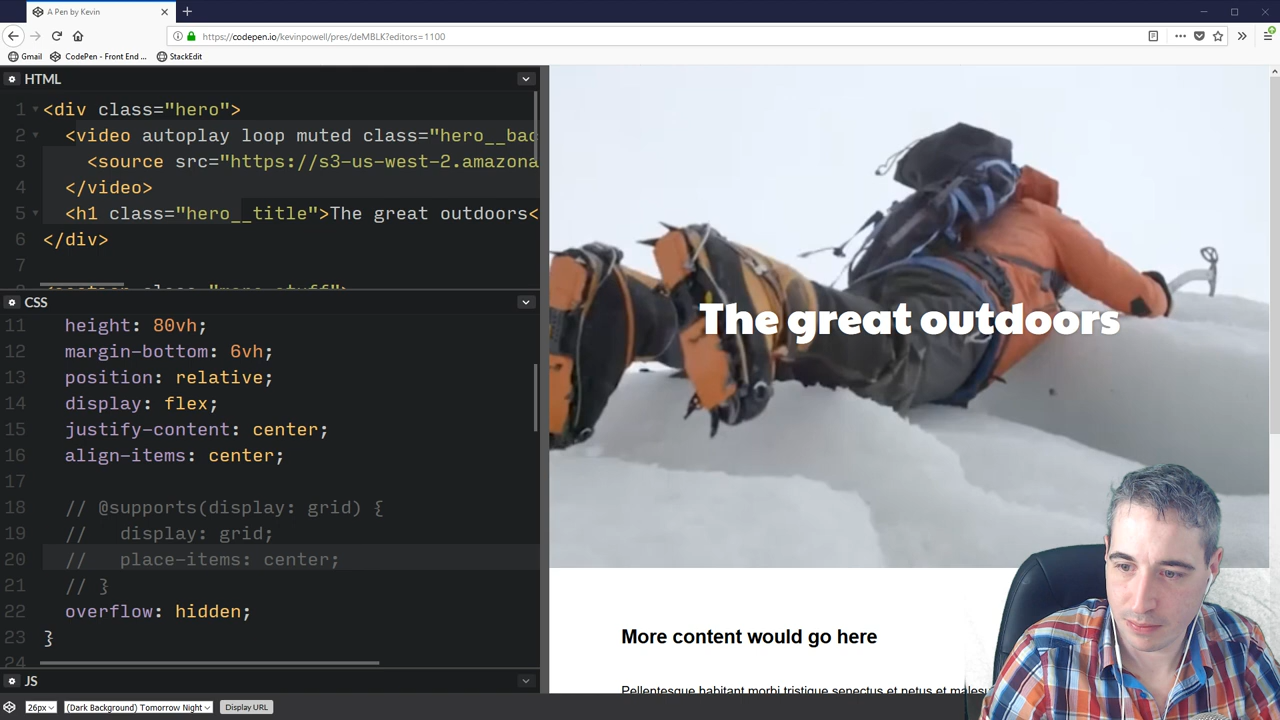 A Pen by Kevin
https://codepen.io/kevinpowell/pres/deMBLK?editors=1100
Gmail
CodePen - Front End ...
StackEdit
HTML
1 <div class="hero">
2 <video autoplay loop muted class="hero__bac
3 <source src="https://s3-us-west-2.amazona
4 </video>
5 <h1 class="hero__title">The great outdoors<
6 </div>
7
CSS
11 height: 80vh;
12 margin-bottom: 6vh;
13 position: relative;
14 display: flex;
15 justify-content: center;
16 align-items: center;
17
18 // @supports(display: grid) {
19 // display: grid;
20 // place-items: center;
21 // }
22 overflow: hidden;
23 }
24
JS
26px
(Dark Background) Tomorrow Night
Display URL
The great outdoors
More content would go here
Pellentesque habitant morbi tristique senectus et netus et malesu